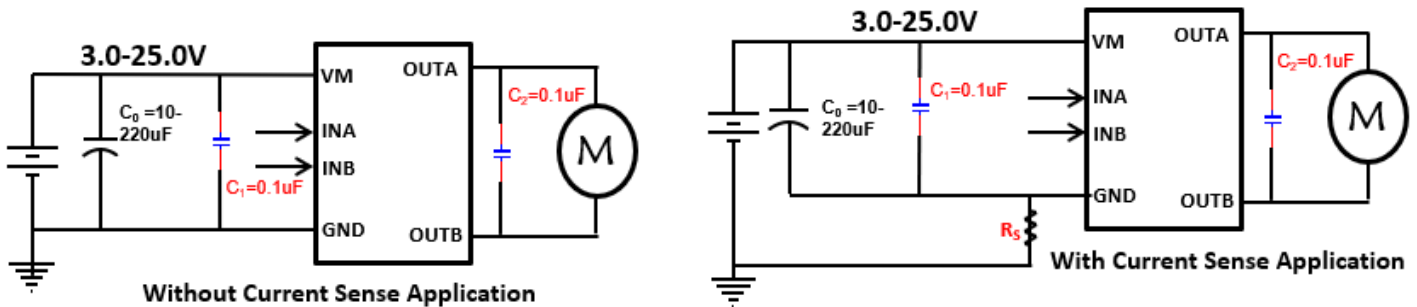 3.0-25.0V
C₀ =10-
220uF
C₁=0.1uF
VM
INA
INB
GND
OUTA
OUTB
C₂=0.1uF
M
Without Current Sense Application
3.0-25.0V
C₀ =10-
220uF
C₁=0.1uF
VM
INA
INB
GND
OUTA
OUTB
C₂=0.1uF
M
Rₛ
With Current Sense Application